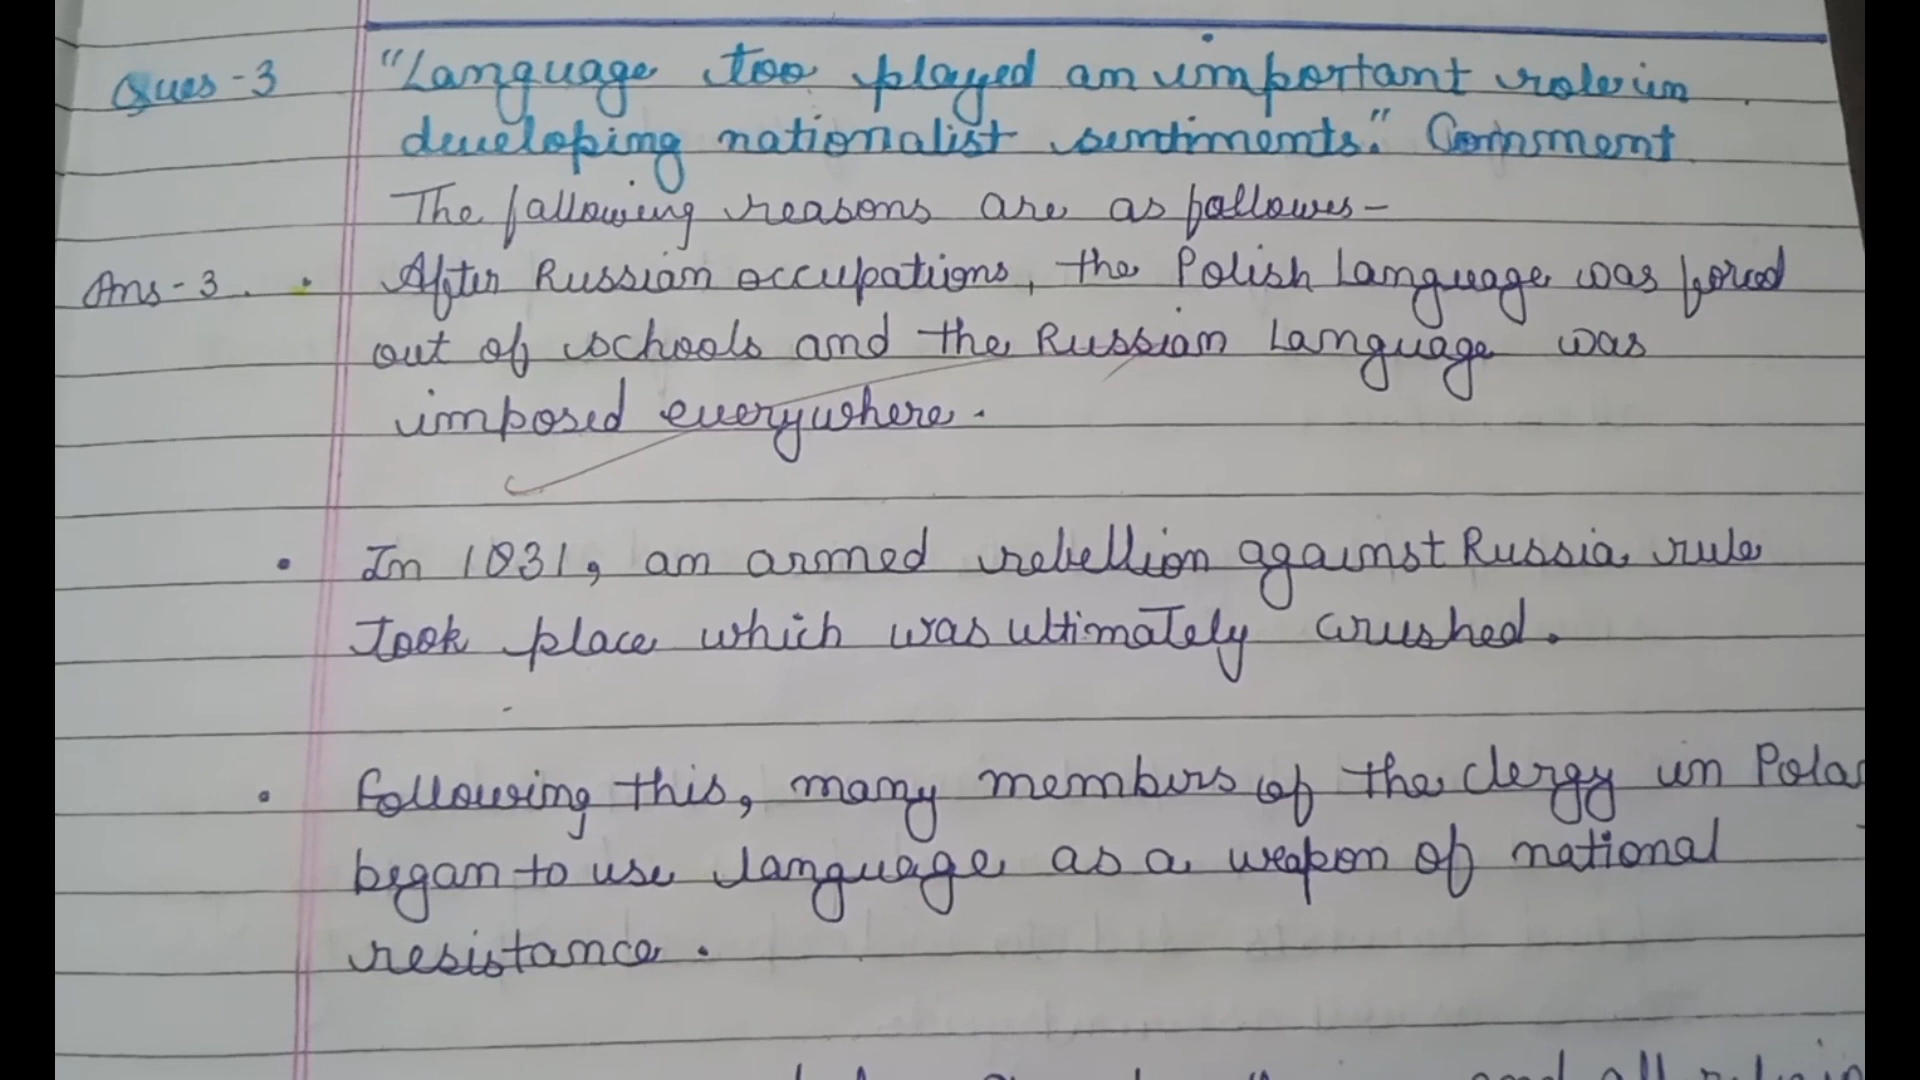 Ques-3 "Language too played an important role in
developing nationalist sentiments." Comment
The following reasons are as follows-
Ans-3. • After Russian occupations, the Polish Language was forced
out of schools and the Russian Language was
imposed everywhere.
• In 1831, an armed rebellion against Russia rule
took place which was ultimately crushed.
• Following this, many members of the clergy in Pola
began to use language as a weapon of national
resistance.
and all